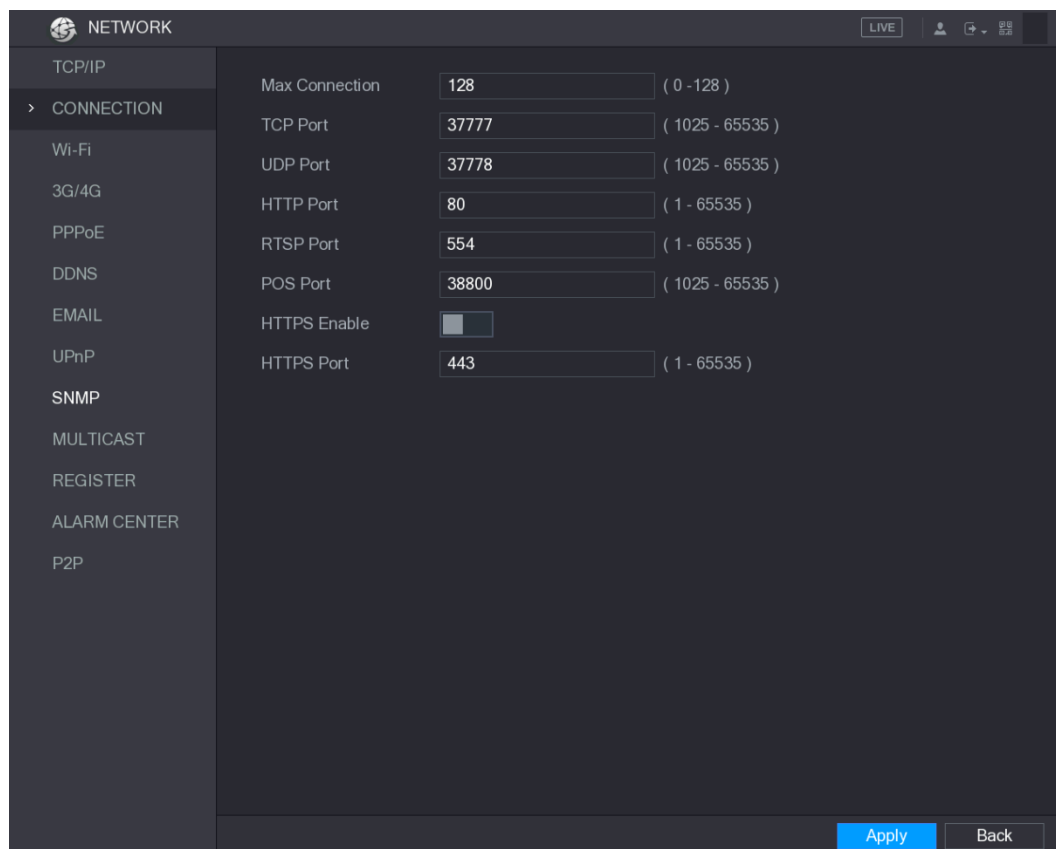 NETWORK LIVE
TCP/IP
CONNECTION
Wi-Fi
3G/4G
PPPoE
DDNS
EMAIL
UPnP
SNMP
MULTICAST
REGISTER
ALARM CENTER
P2P
Max Connection 128 ( 0 -128 )
TCP Port 37777 ( 1025 - 65535 )
UDP Port 37778 ( 1025 - 65535 )
HTTP Port 80 ( 1 - 65535 )
RTSP Port 554 ( 1 - 65535 )
POS Port 38800 ( 1025 - 65535 )
HTTPS Enable
HTTPS Port 443 ( 1 - 65535 )
Apply Back